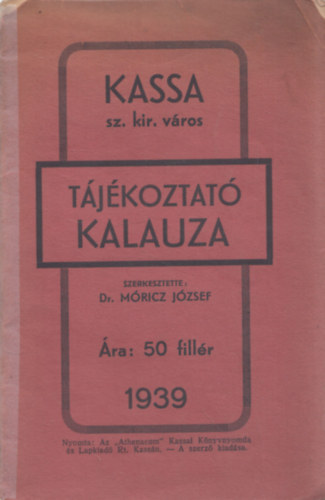 KASSA
sz. kir. város
TÁJÉKOZTATÓ
KALAUZA
SZERKESZTETTE:
Dr. MÓRICZ JÓZSEF
Ára: 50 fillér
1939
Nyomta: Az „Athenaeum" Kassai Könyvnyomda
és Lapkiadó Rt. Kassán. — A szerző kiadása.